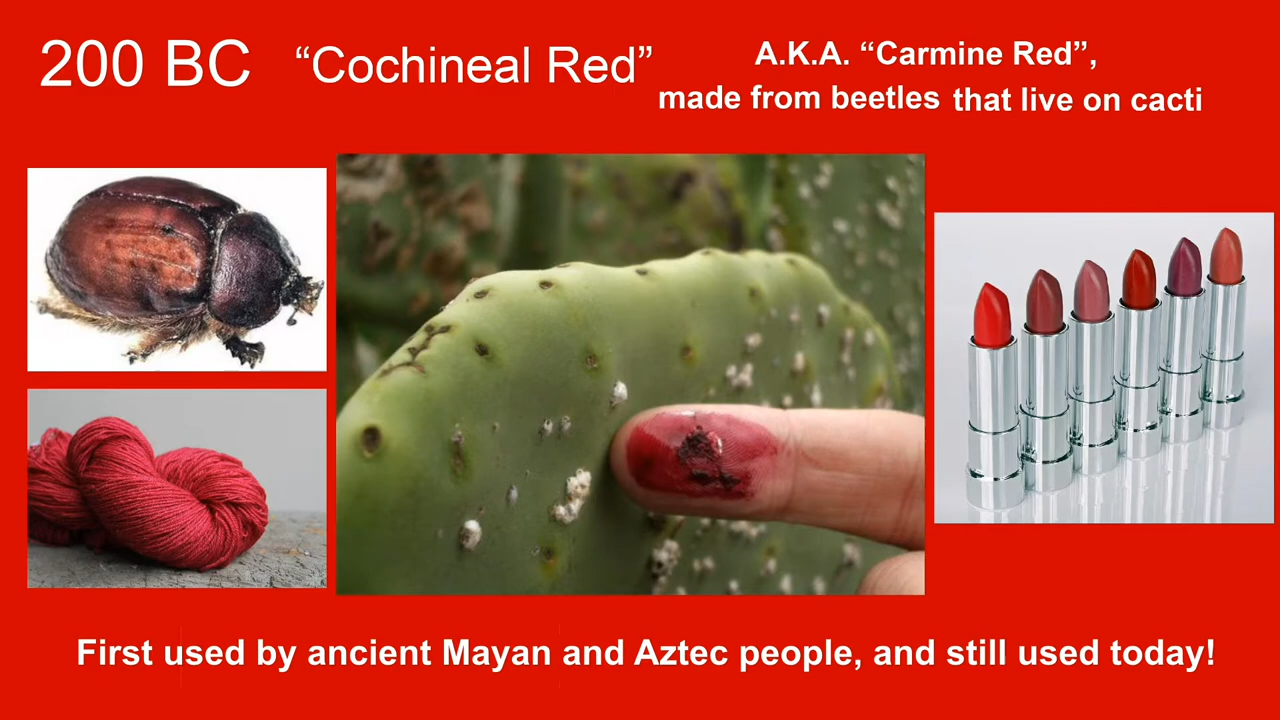 200 BC “Cochineal Red”
A.K.A. “Carmine Red”,
made from beetles that live on cacti
First used by ancient Mayan and Aztec people, and still used today!